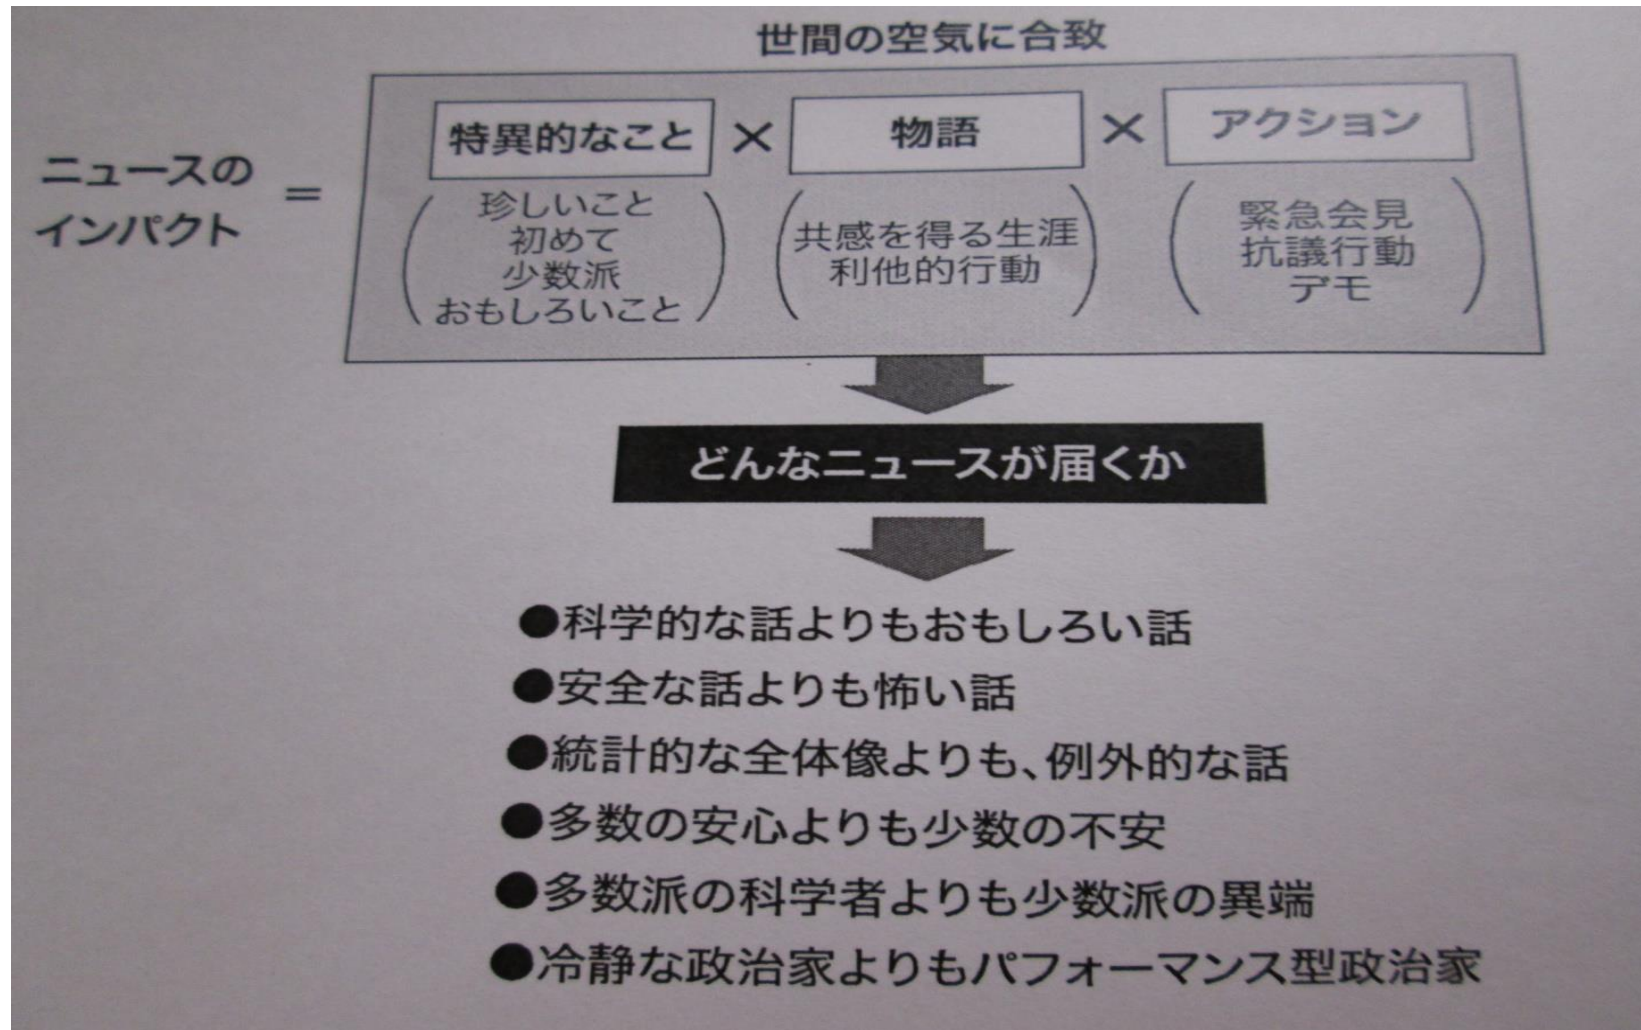 世間の空気に合致
ニュースの
インパクト
=
特異的なこと × 物語 × アクション
(珍しいこと
初めて
少数派
おもしろいこと)
(共感を得る生涯
利他的行動)
(緊急会見
抗議行動
デモ)
どんなニュースが届くか
●科学的な話よりもおもしろい話
●安全な話よりも怖い話
●統計的な全体像よりも、例外的な話
●多数の安心よりも少数の不安
●多数派の科学者よりも少数派の異端
●冷静な政治家よりもパフォーマンス型政治家